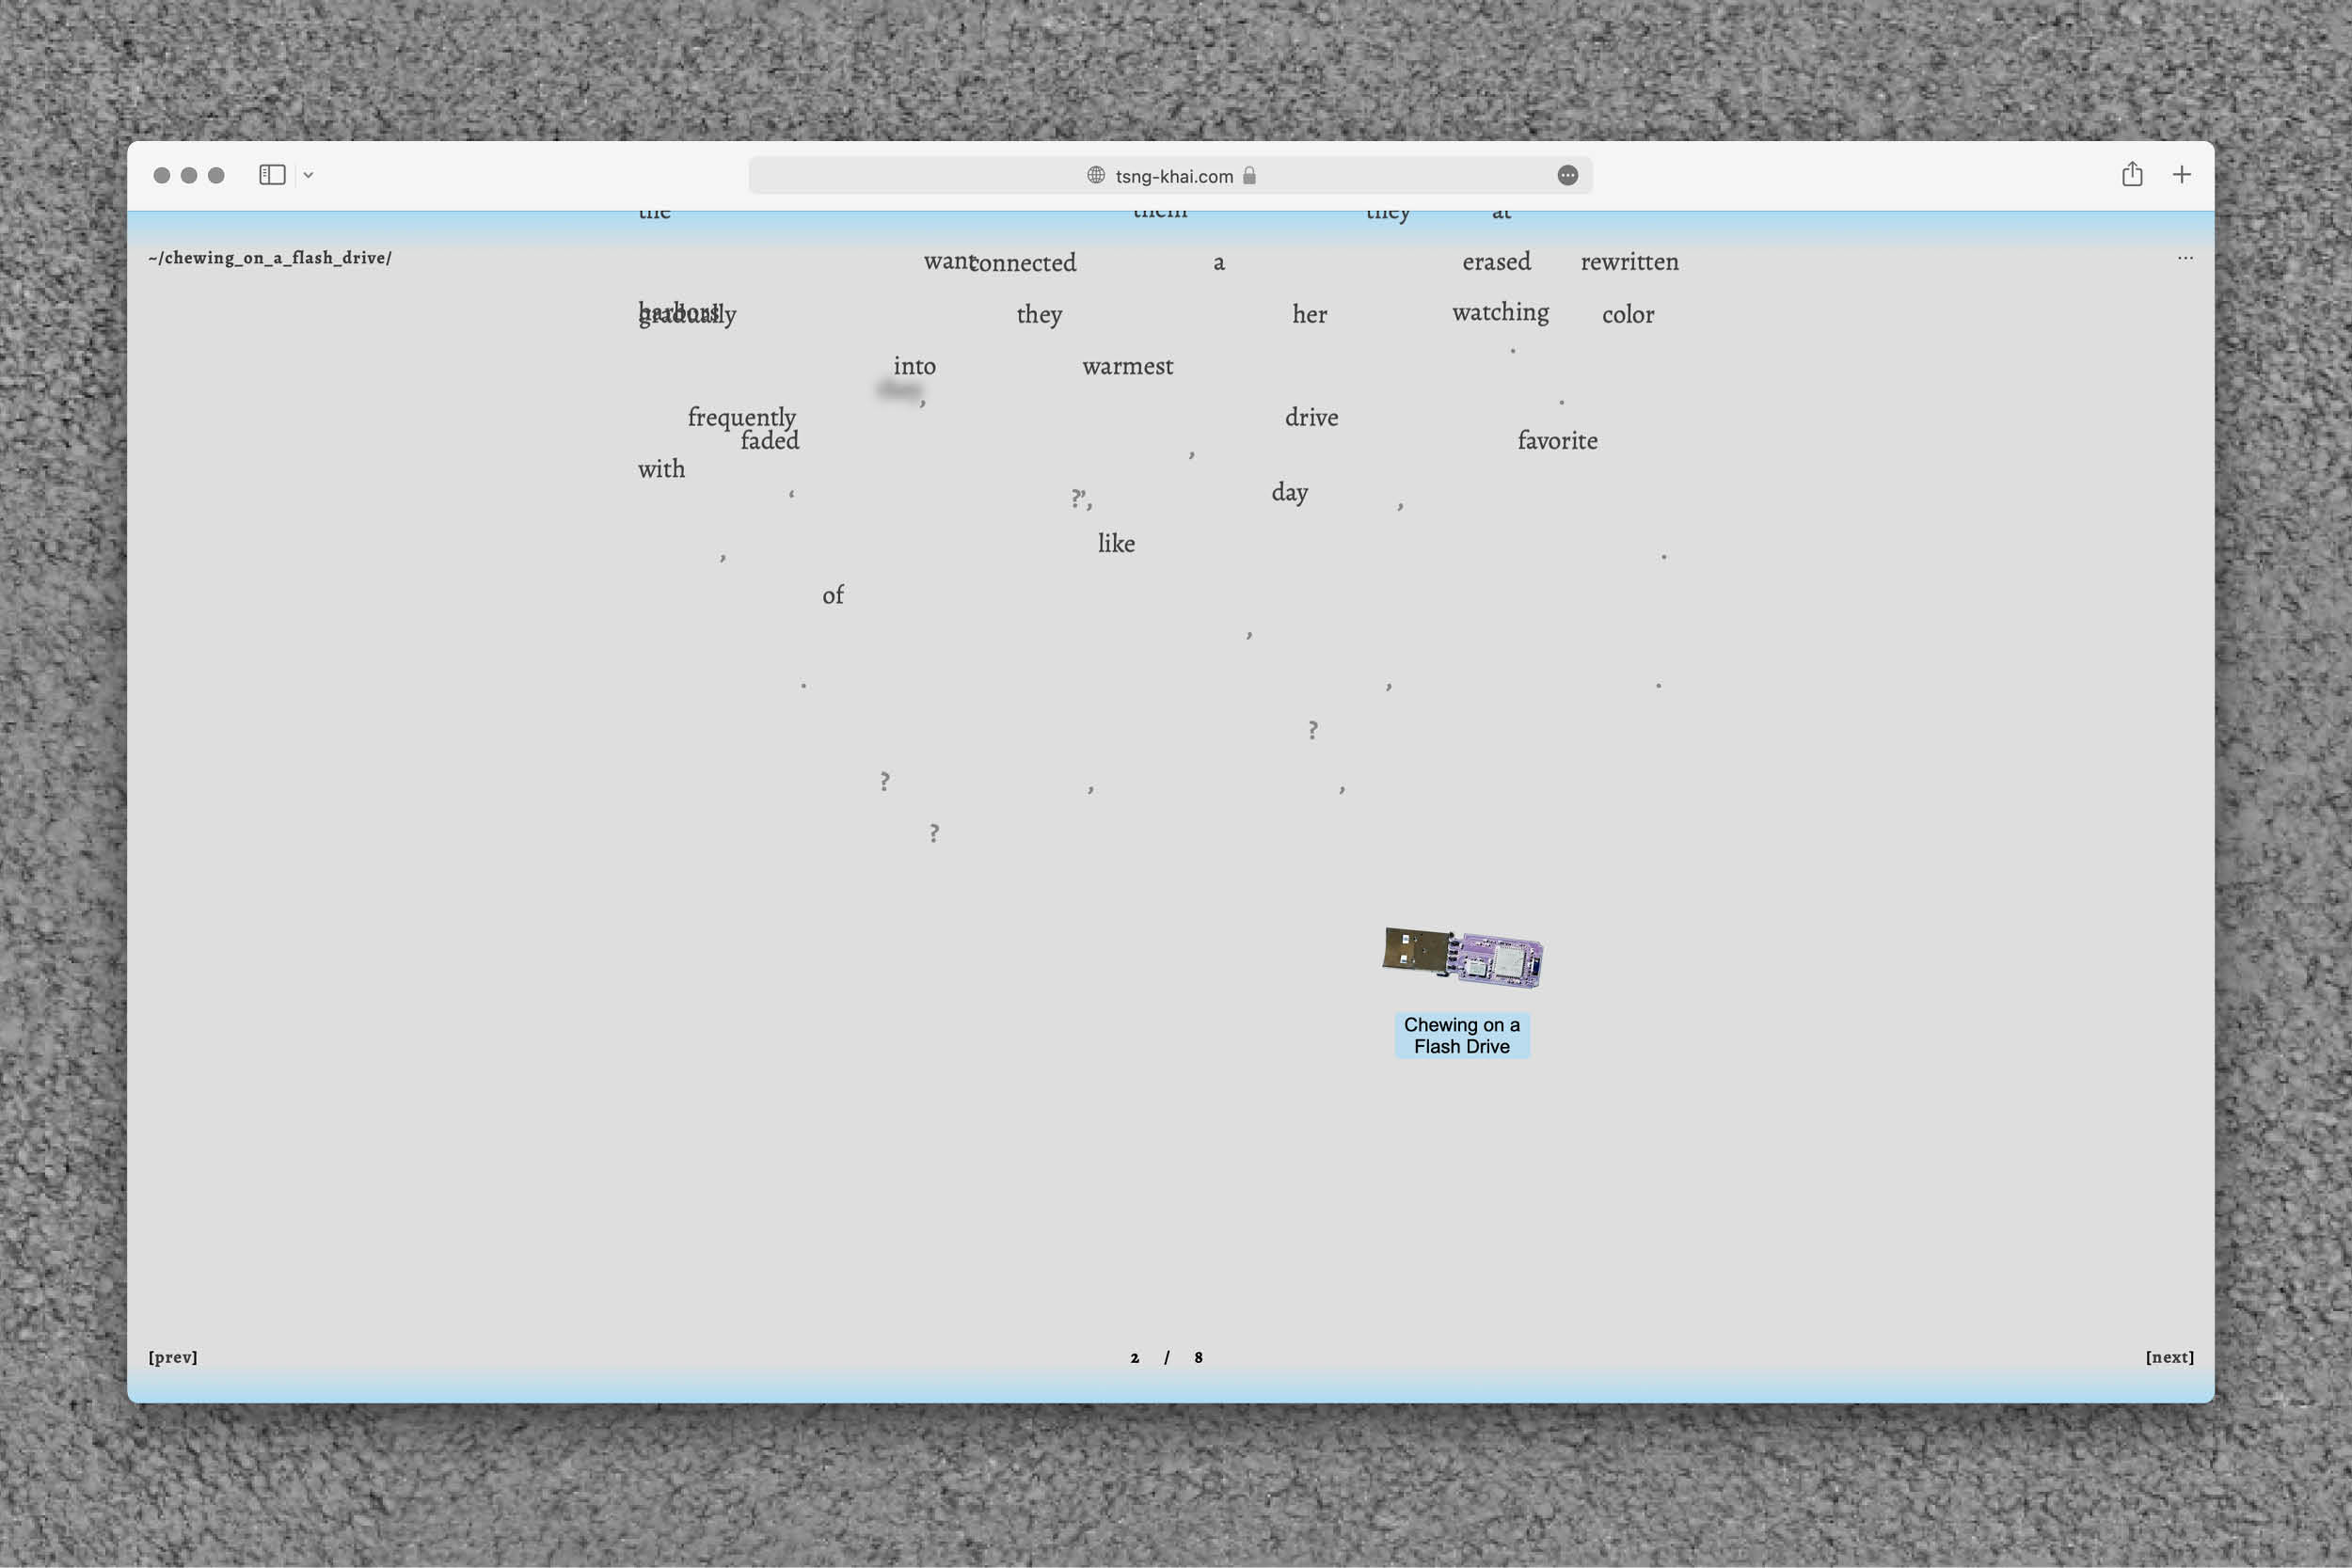 tsng-khai.com
the them they at
~/chewing_on_a_flash_drive/ want connected a erased rewritten ...
harbors gradually they her watching color
.
into warmest
, .
frequently drive
faded favorite
,
with
‘ ?’, day ,
like
, .
of
,
. , .
?
? , ,
?
Chewing on a
Flash Drive
[prev] 2 / 8 [next]